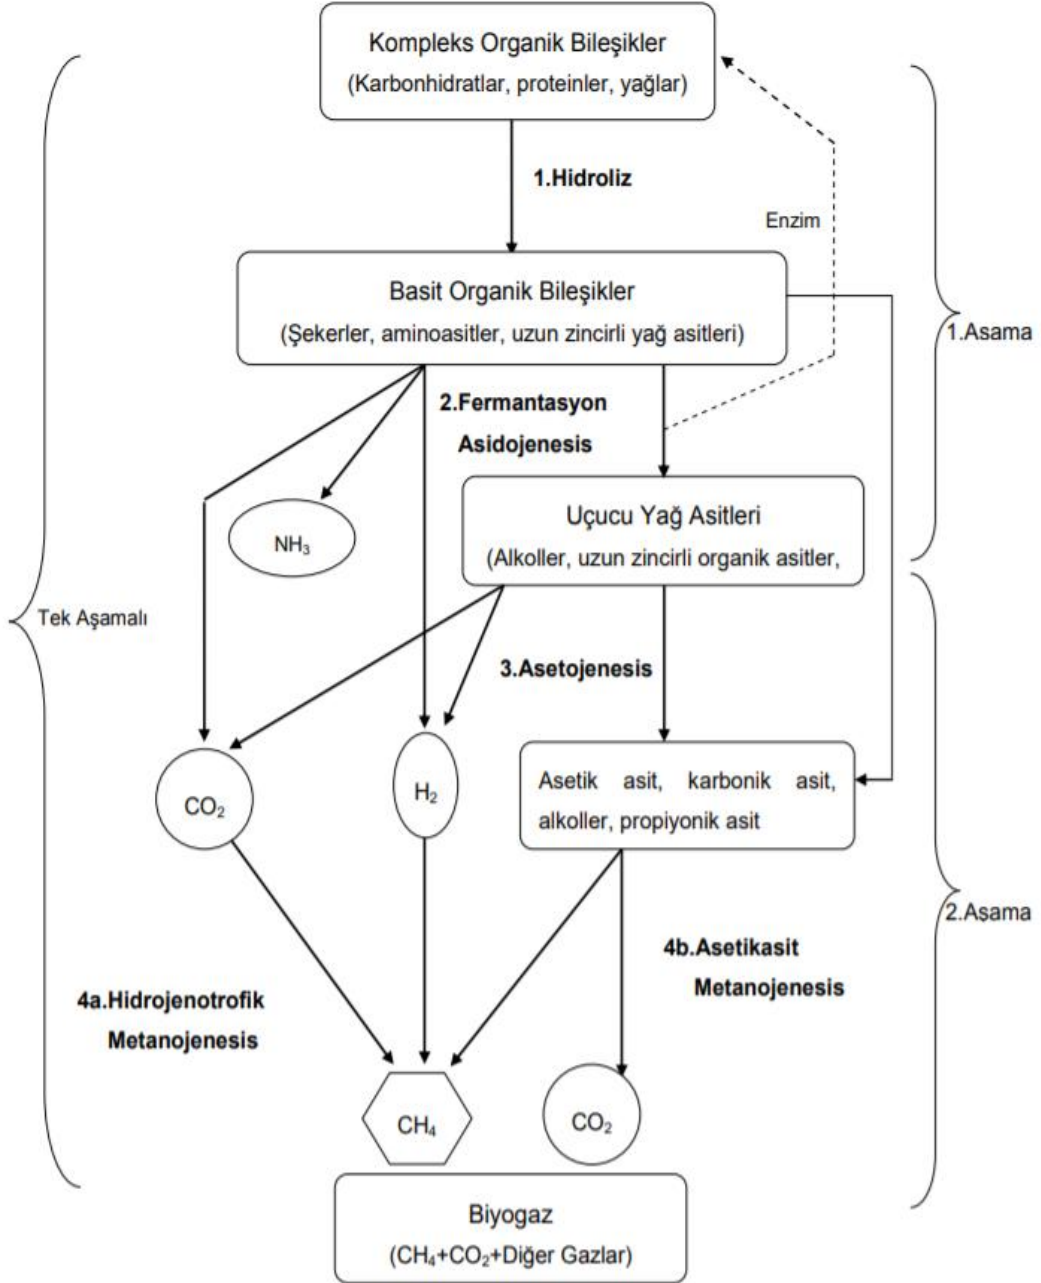 Kompleks Organik Bileşikler
(Karbonhidratlar, proteinler, yağlar)
1.Hidroliz
Enzim
Basit Organik Bileşikler
(Şekerler, aminoasitler, uzun zincirli yağ asitleri)
1.Asama
2.Fermantasyon
Asidojenesis
Uçucu Yağ Asitleri
(Alkoller, uzun zincirli organik asitler,
NH₃
Tek Aşamalı
3.Asetojenesis
CO₂
H₂
Asetik asit, karbonik asit,
alkoller, propiyonik asit
2.Aşama
4b.Asetikasit
Metanojenesis
4a.Hidrojenotrofik
Metanojenesis
CH₄
CO₂
Biyogaz
(CH₄+CO₂+Diğer Gazlar)